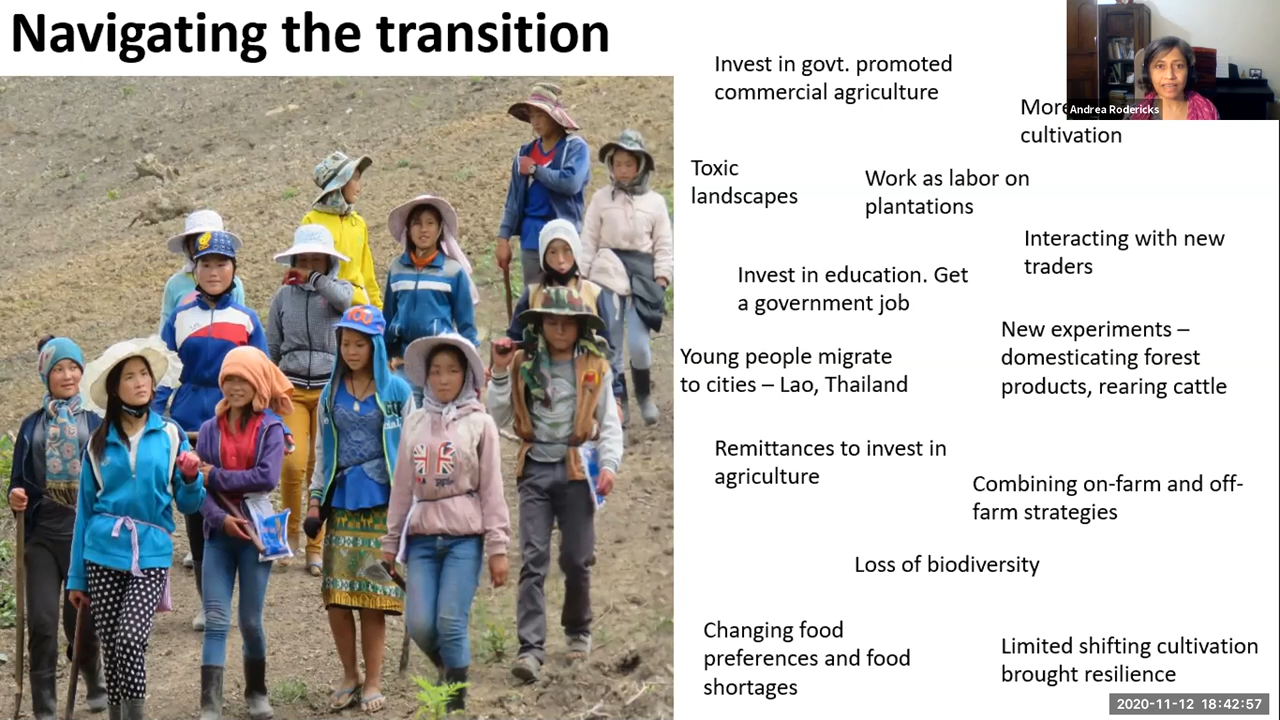 Navigating the transition
Invest in govt. promoted
commercial agriculture
More
cultivation
Andrea Rodericks
Toxic
landscapes
Work as labor on
plantations
Interacting with new
traders
Invest in education. Get
a government job
New experiments –
domesticating forest
products, rearing cattle
Young people migrate
to cities – Lao, Thailand
Remittances to invest in
agriculture
Combining on-farm and off-
farm strategies
Loss of biodiversity
Changing food
preferences and food
shortages
Limited shifting cultivation
brought resilience
2020-11-12 18:42:57